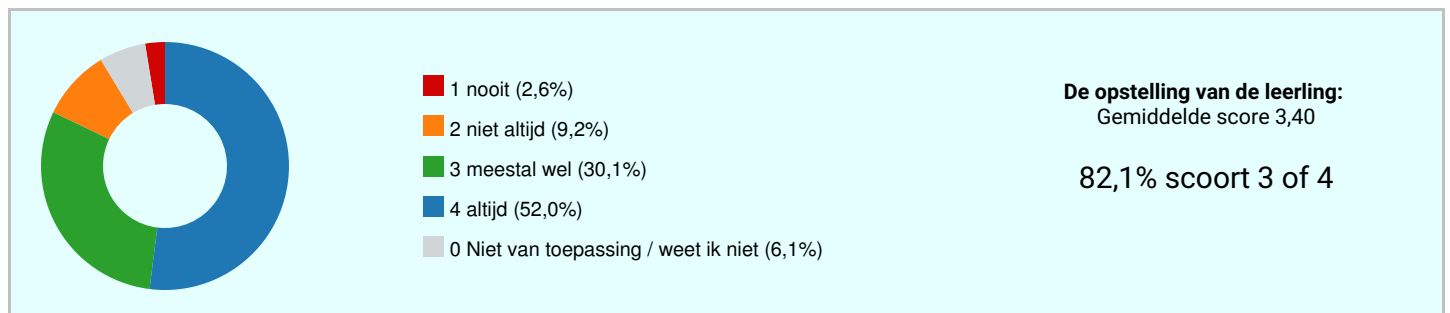 1 nooit (2,6%)
2 niet altijd (9,2%)
3 meestal wel (30,1%)
4 altijd (52,0%)
0 Niet van toepassing / weet ik niet (6,1%)
De opstelling van de leerling:
Gemiddelde score 3,40
82,1% scoort 3 of 4